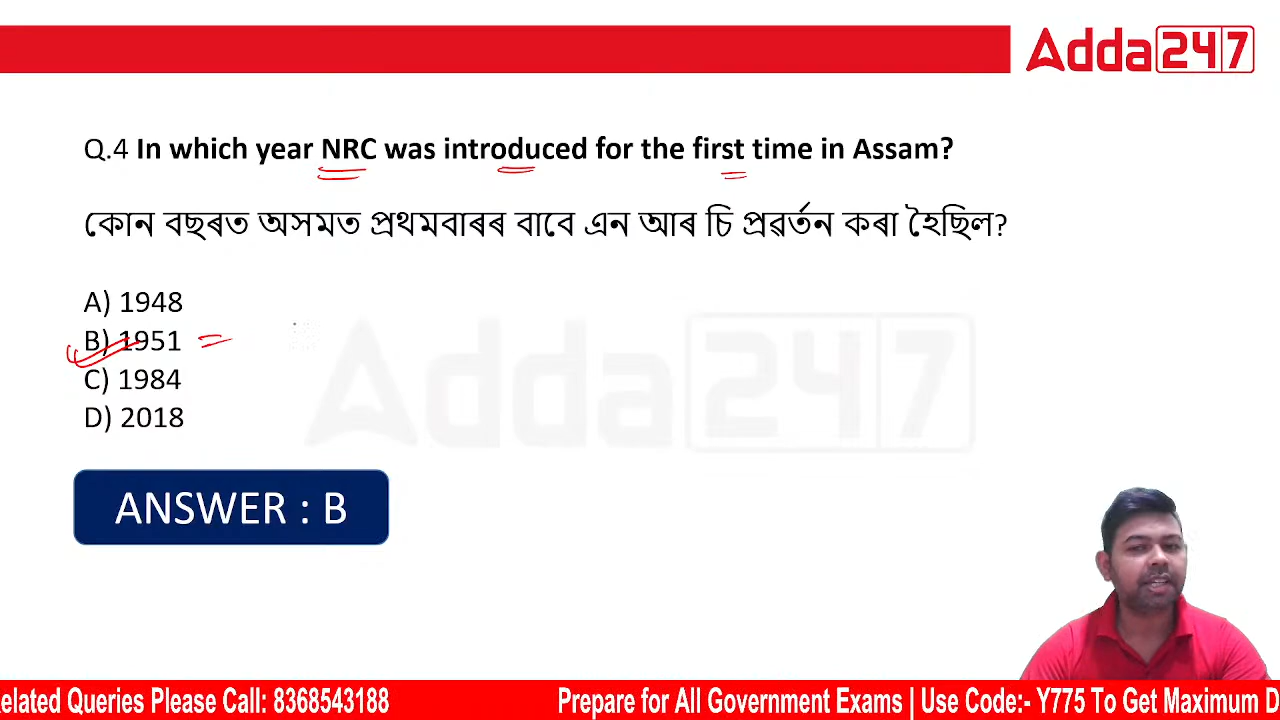 Adda247
Q.4 In which year NRC was introduced for the first time in Assam?
কোন বছৰত অসমত প্ৰথমবাৰৰ বাবে এন আৰ চি প্ৰৱৰ্তন কৰা হৈছিল?
A) 1948
B) 1951
C) 1984
D) 2018
Adda247
ANSWER : B
elated Queries Please Call: 8368543188 Prepare for All Government Exams | Use Code:- Y775 To Get Maximum D